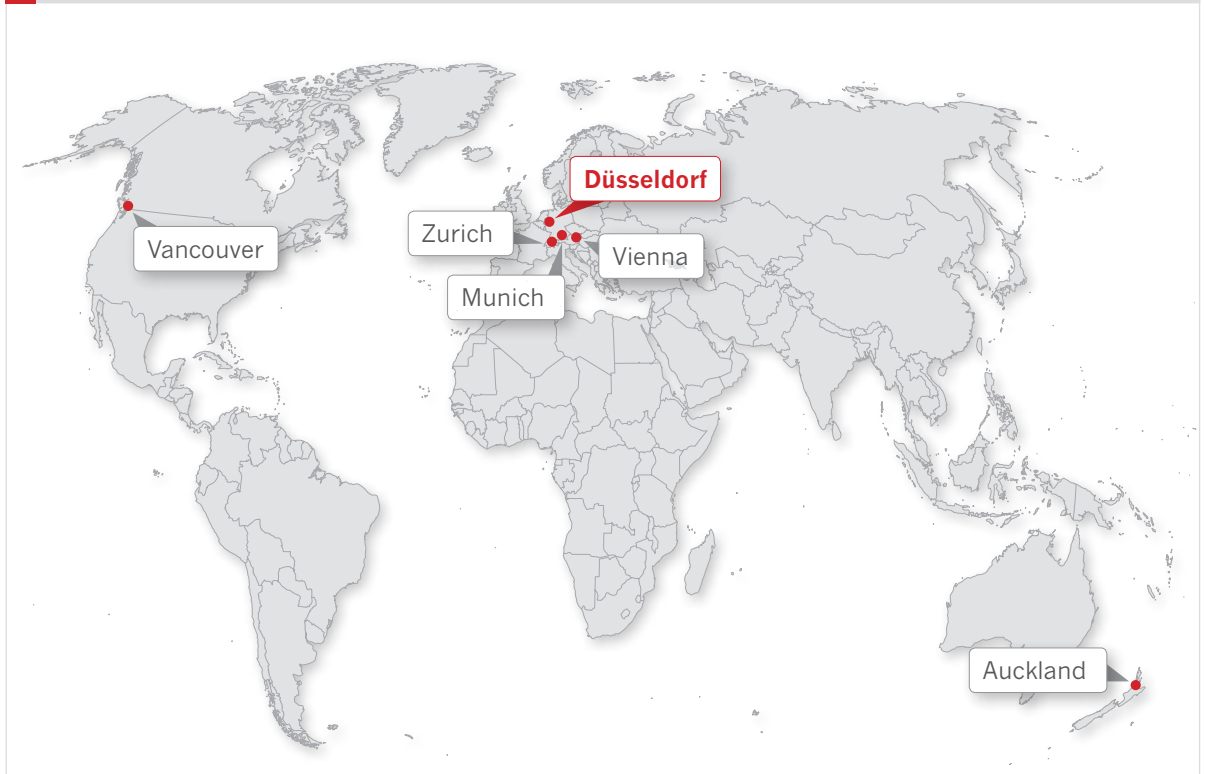 Düsseldorf
Vancouver
Zurich
Vienna
Munich
Auckland